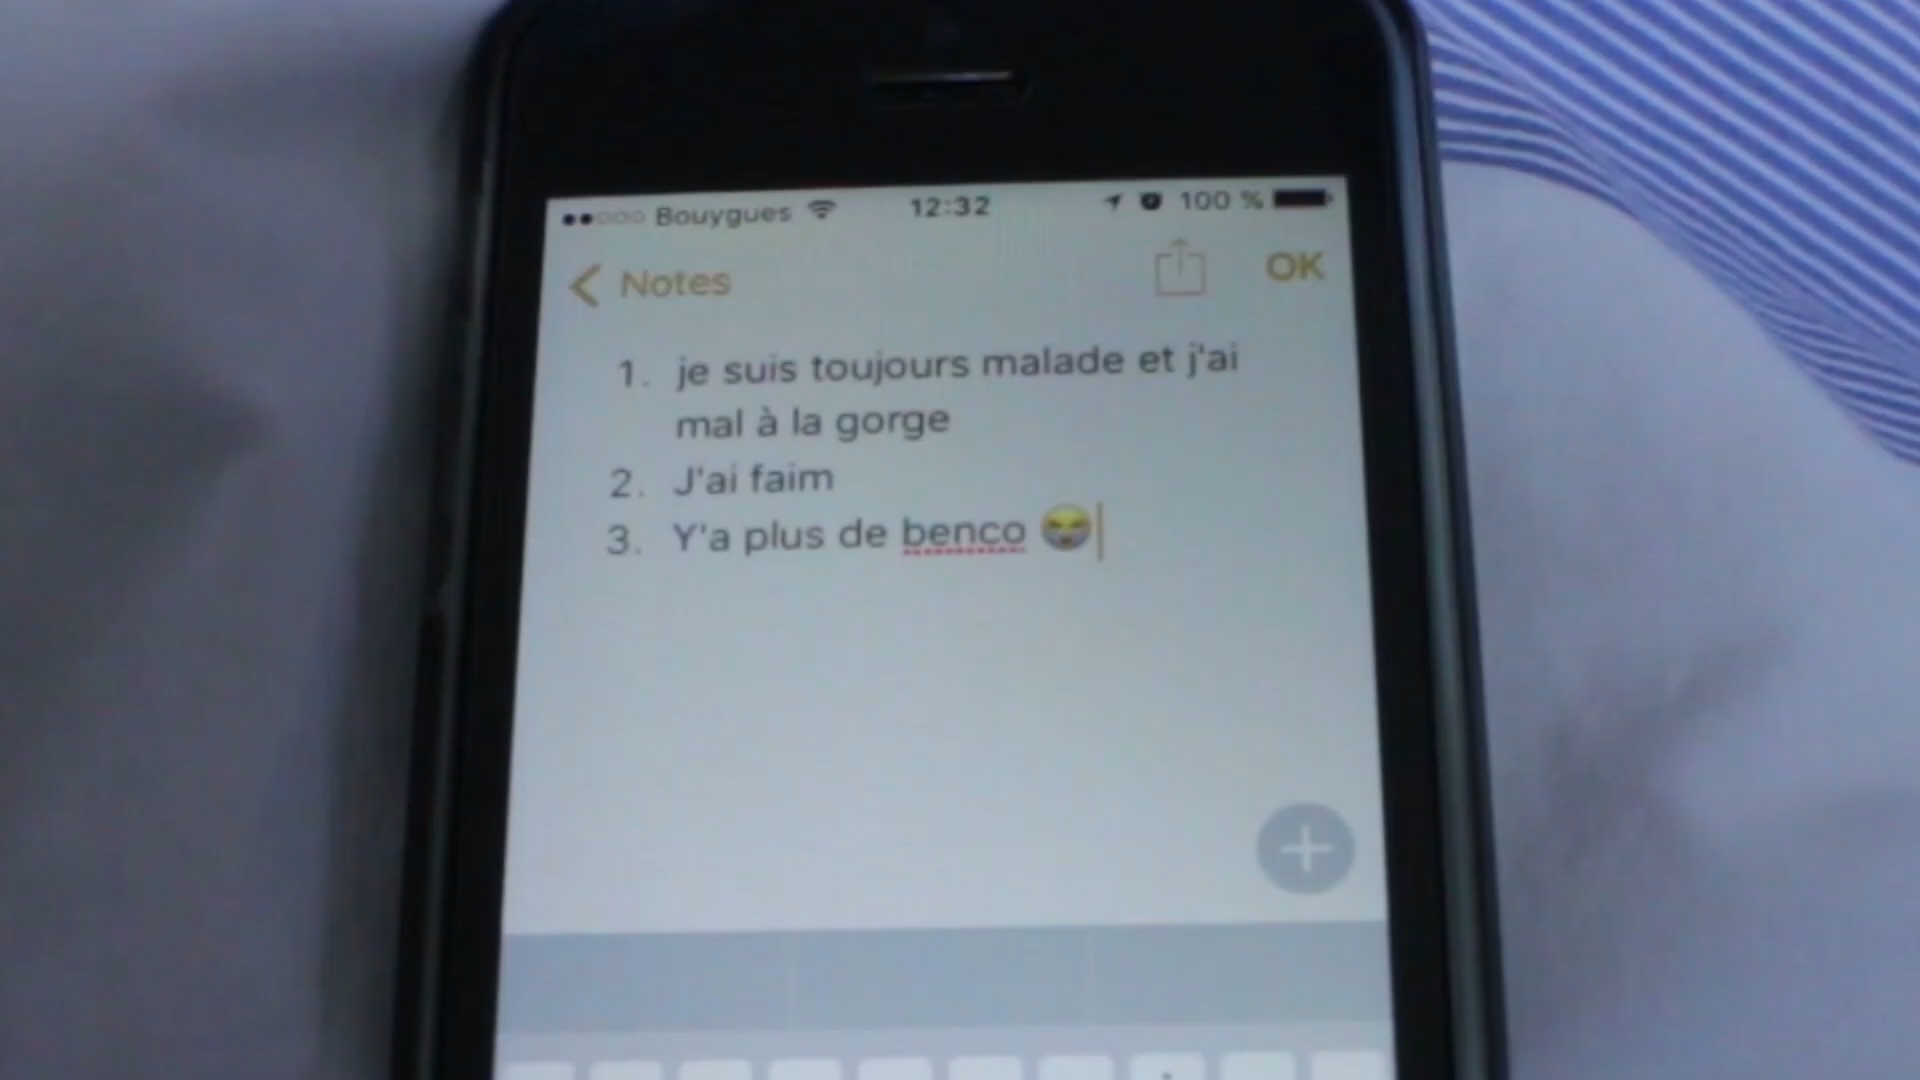 Bouygues 12:32 100 %
Notes OK
1. je suis toujours malade et j'ai
mal à la gorge
2. J'ai faim
3. Y'a plus de benco 😭